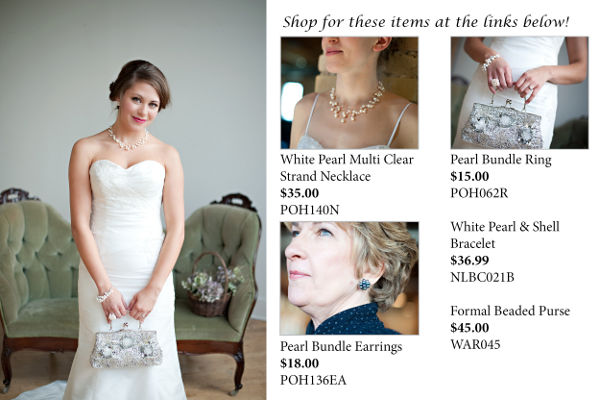 Shop for these items at the links below!
White Pearl Multi Clear
Strand Necklace
$35.00
POH140N
Pearl Bundle Earrings
$18.00
POH136EA
Pearl Bundle Ring
$15.00
POH062R
White Pearl & Shell
Bracelet
$36.99
NLBC021B
Formal Beaded Purse
$45.00
WAR045